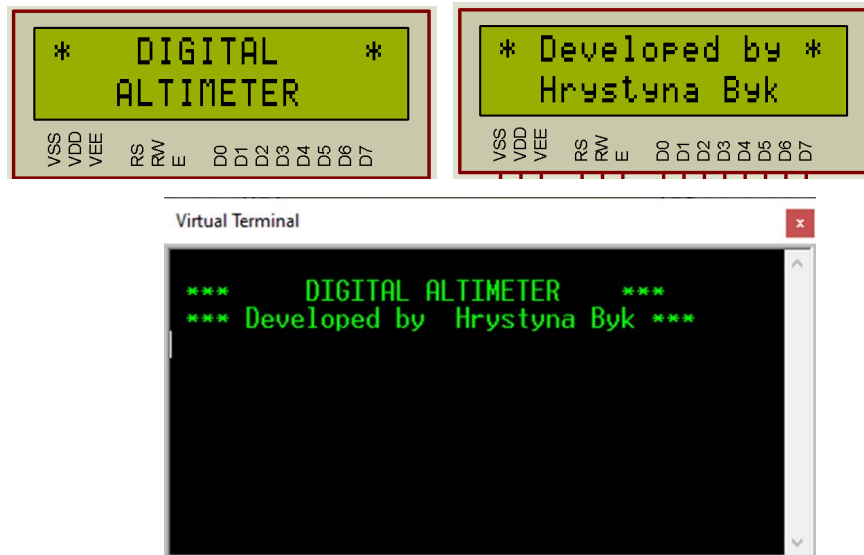 * DIGITAL *
ALTIMETER
VSS VDD VEE RS RW E D0 D1 D2 D3 D4 D5 D6 D7
* Developed by *
Hrystyna Byk
VSS VDD VEE RS RW E D0 D1 D2 D3 D4 D5 D6 D7
Virtual Terminal
x
*** DIGITAL ALTIMETER ***
*** Developed by Hrystyna Byk ***